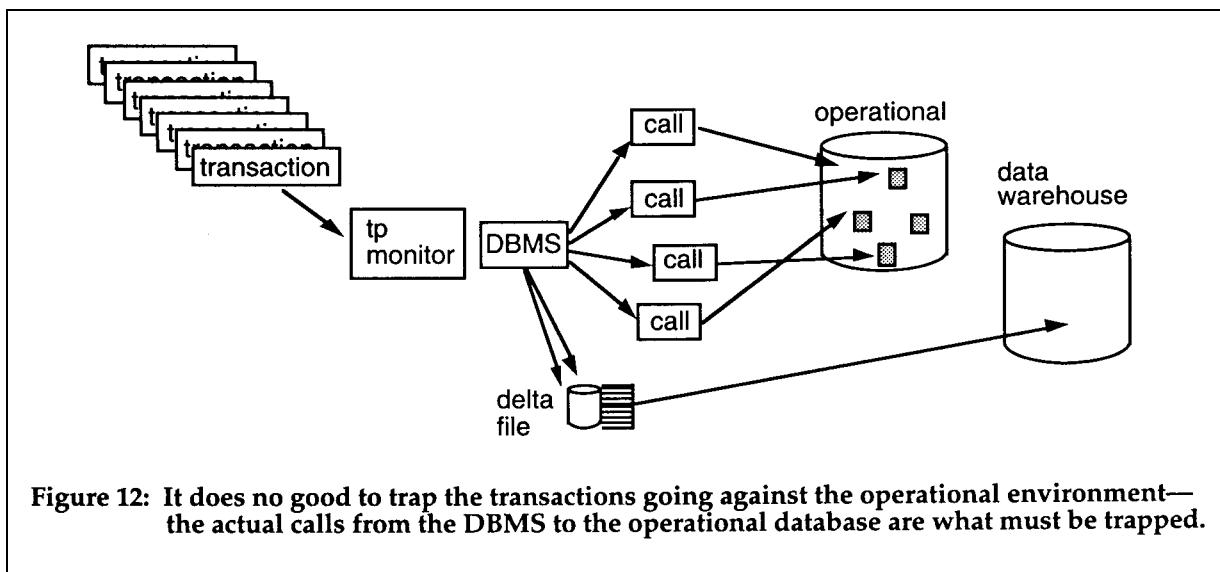 transaction
tp
monitor
DBMS
call
call
call
call
operational
data
warehouse
delta
file
Figure 12: It does no good to trap the transactions going against the operational environment—
the actual calls from the DBMS to the operational database are what must be trapped.